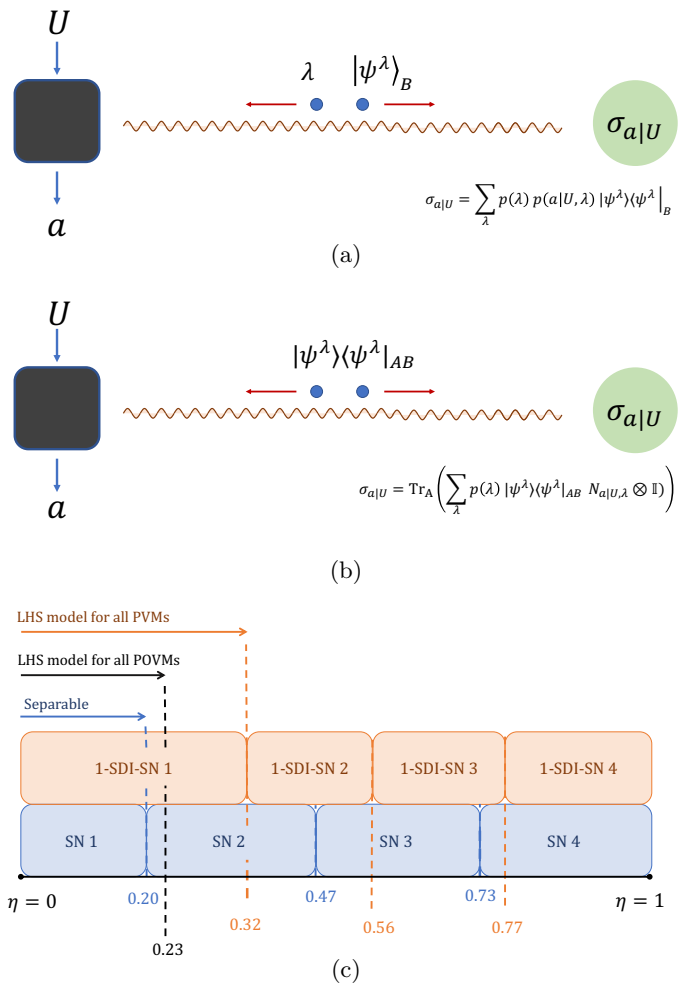 U
λ |ψ^λ⟩_B
σ_{a|U}
a
σ_{a|U} = ∑_λ p(λ) p(a|U, λ) |ψ^λ⟩⟨ψ^λ|_B
(a)
U
|ψ^λ⟩⟨ψ^λ|_{AB}
σ_{a|U}
a
σ_{a|U} = Tr_A (∑_λ p(λ) |ψ^λ⟩⟨ψ^λ|_{AB} N_{a|U,λ} ⊗ 𝕀)
(b)
LHS model for all PVMs
LHS model for all POVMs
Separable
1-SDI-SN 1 1-SDI-SN 2 1-SDI-SN 3 1-SDI-SN 4
SN 1 SN 2 SN 3 SN 4
η = 0 0.20 0.47 0.73 η = 1
0.32 0.56 0.77
0.23
(c)